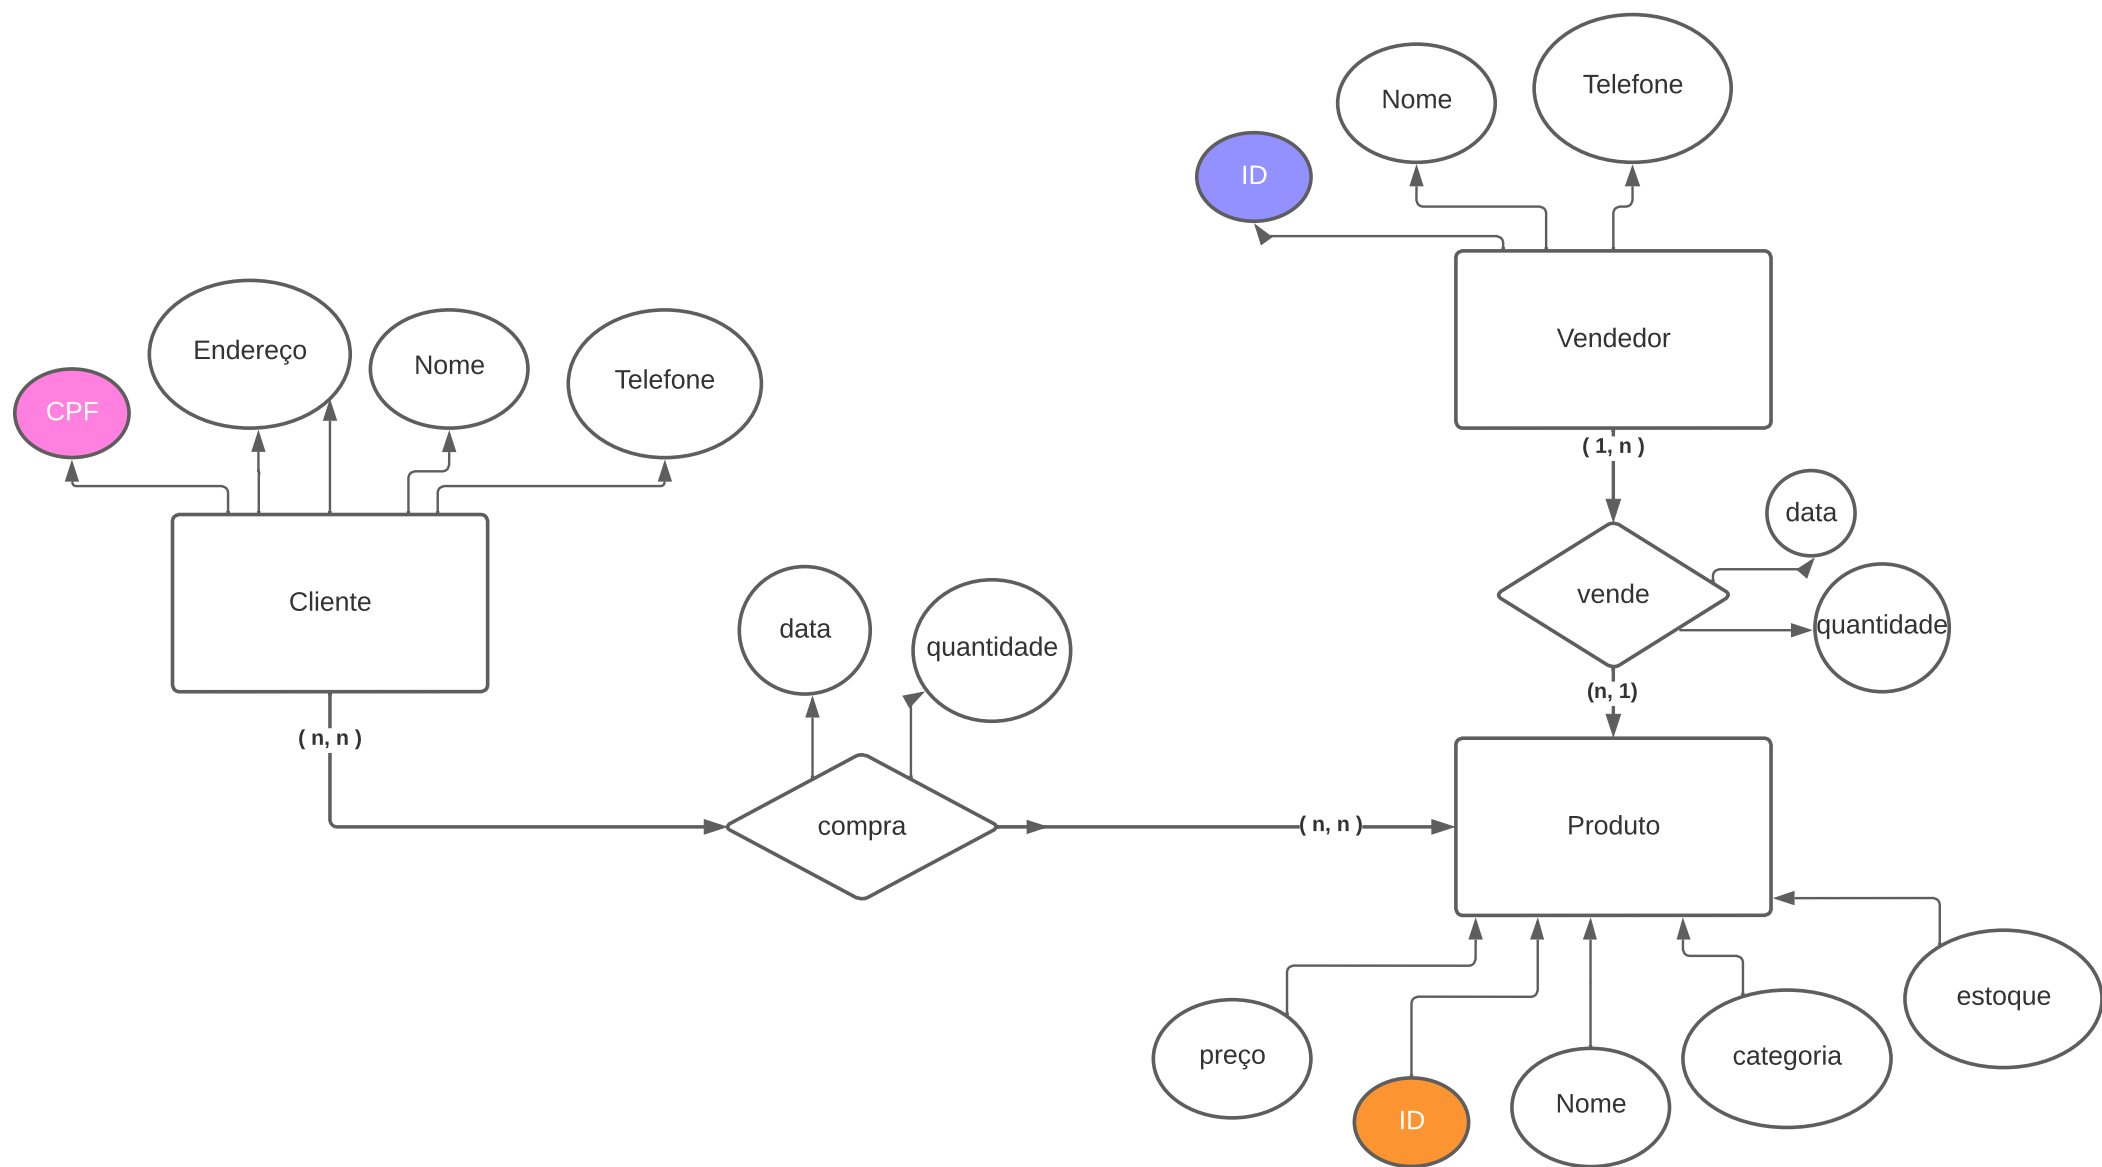 Nome
Telefone
ID
Vendedor
( 1, n )
Endereço
Nome
Telefone
CPF
Cliente
( n, n )
data
vende
quantidade
(n, 1)
data
quantidade
compra
( n, n )
Produto
preço
ID
Nome
categoria
estoque